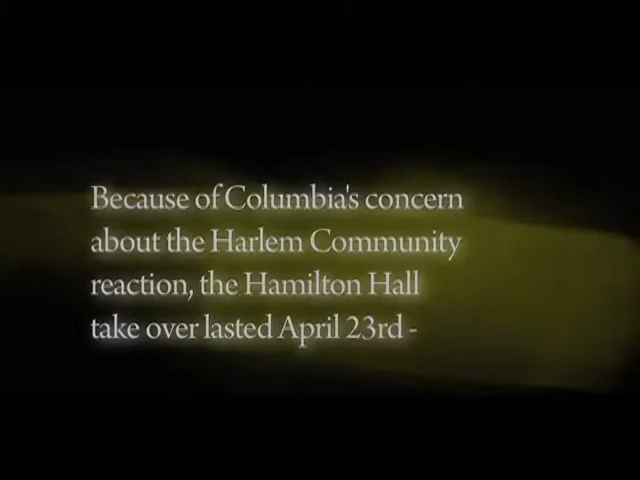 Because of Columbia's concern
about the Harlem Community
reaction, the Hamilton Hall
take over lasted April 23rd -